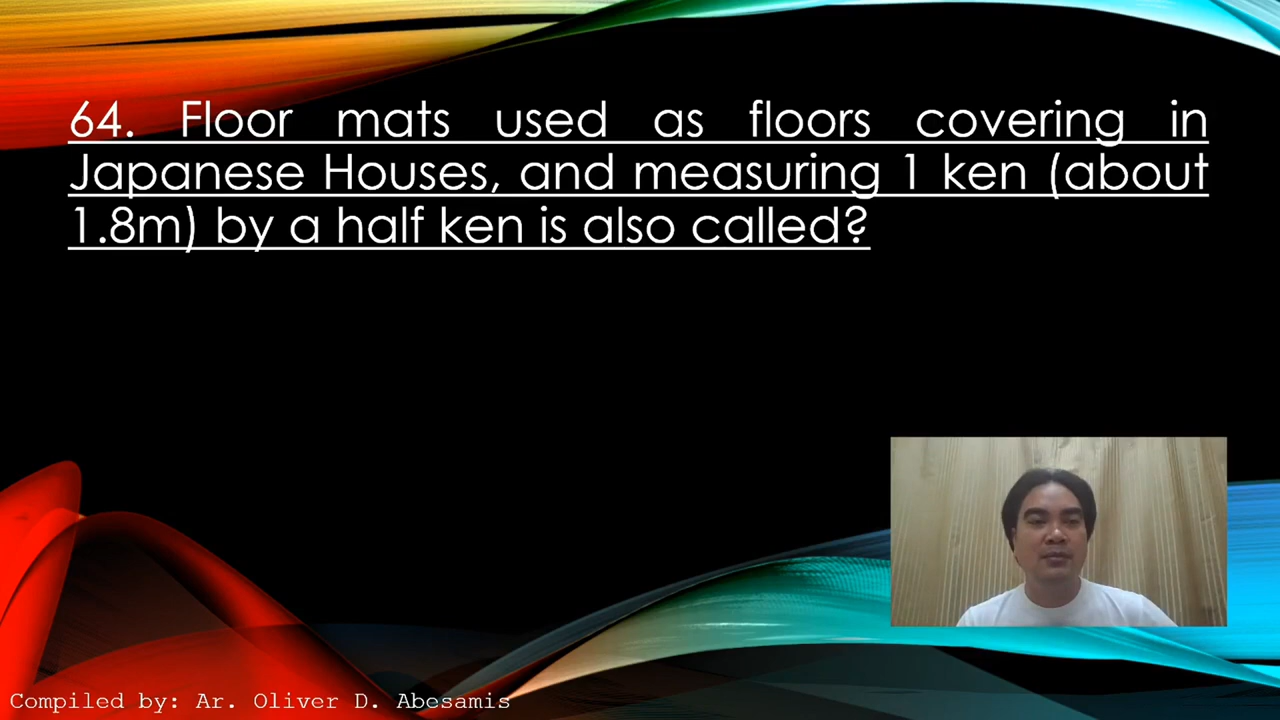 64. Floor mats used as floors covering in
Japanese Houses, and measuring 1 ken (about
1.8m) by a half ken is also called?
Compiled by: Ar. Oliver D. Abesamis